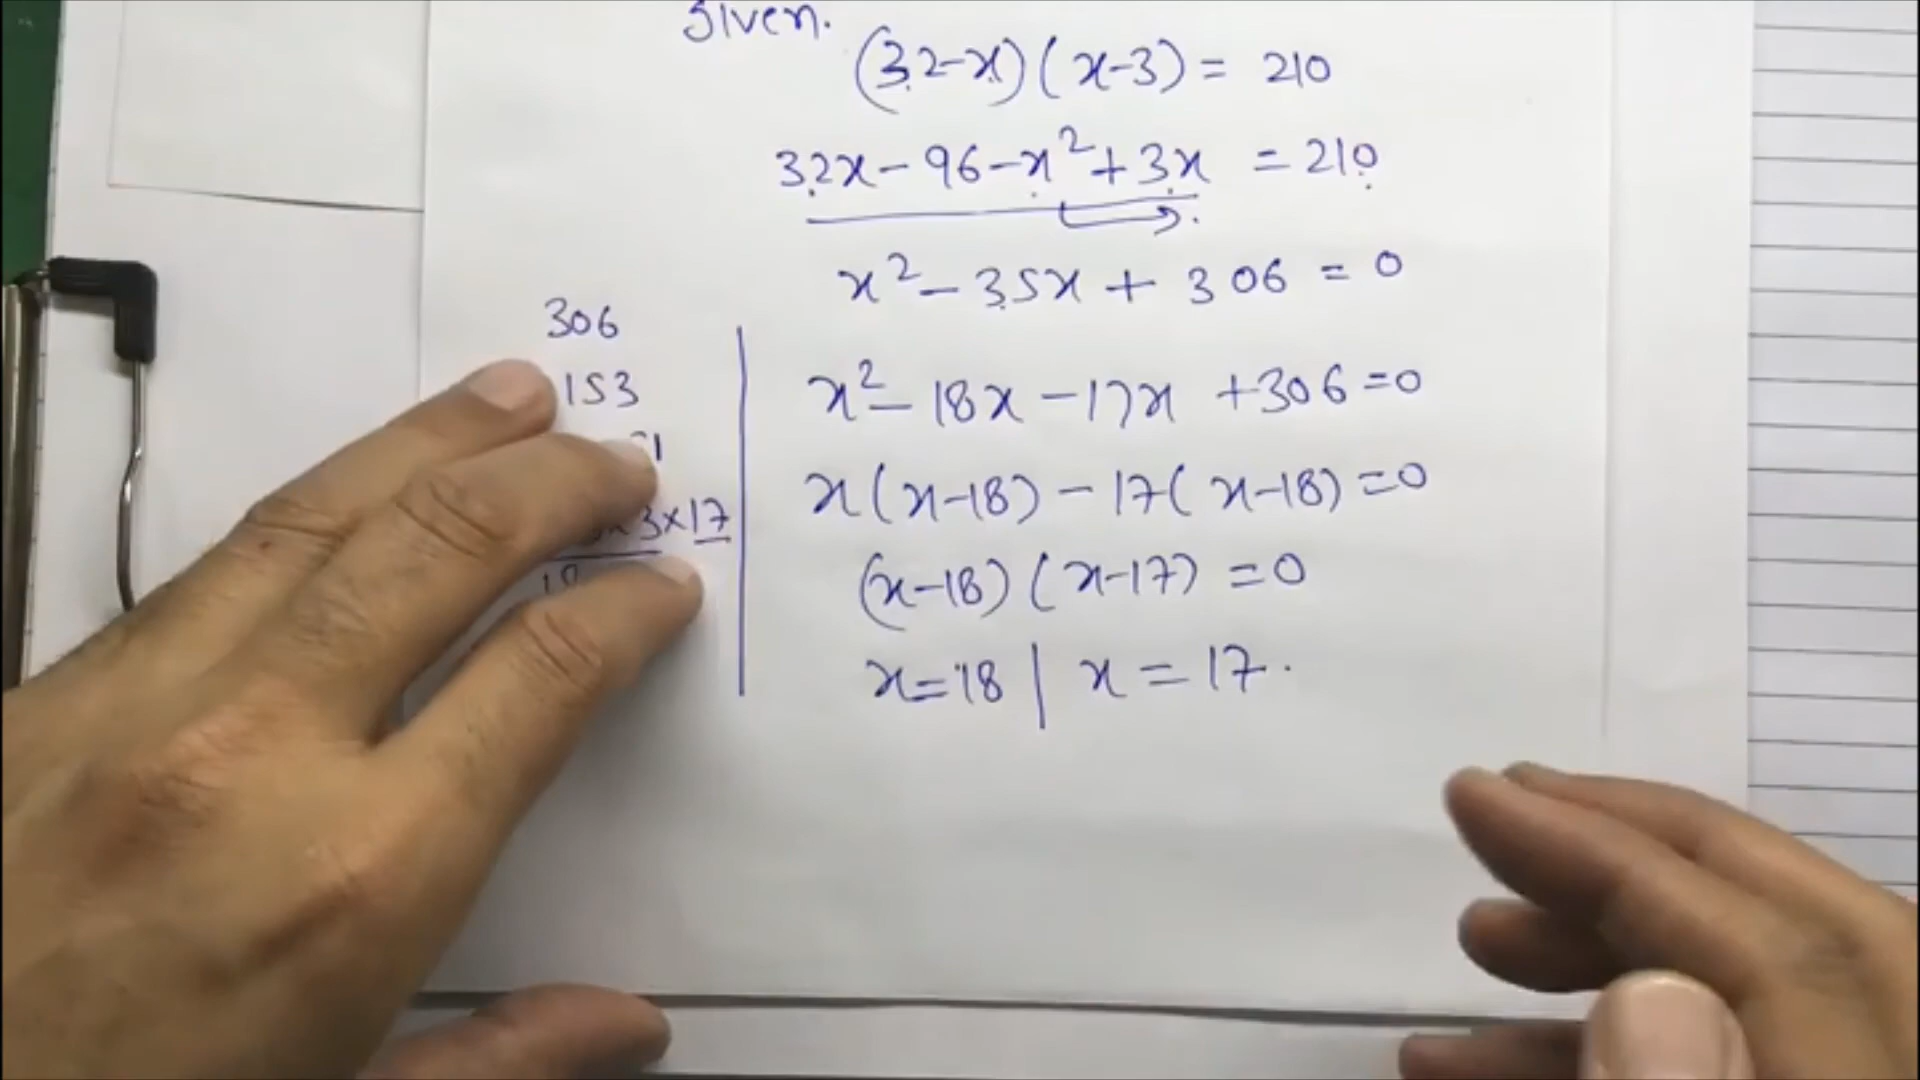 Given.
(32-x)(x-3) = 210
32x-96-x²+3x = 210
x²-35x+306 = 0
306
153
x²-18x-17x+306=0
x(x-18)-17(x-18)=0
3x17
(x-18)(x-17)=0
x=18 | x=17.